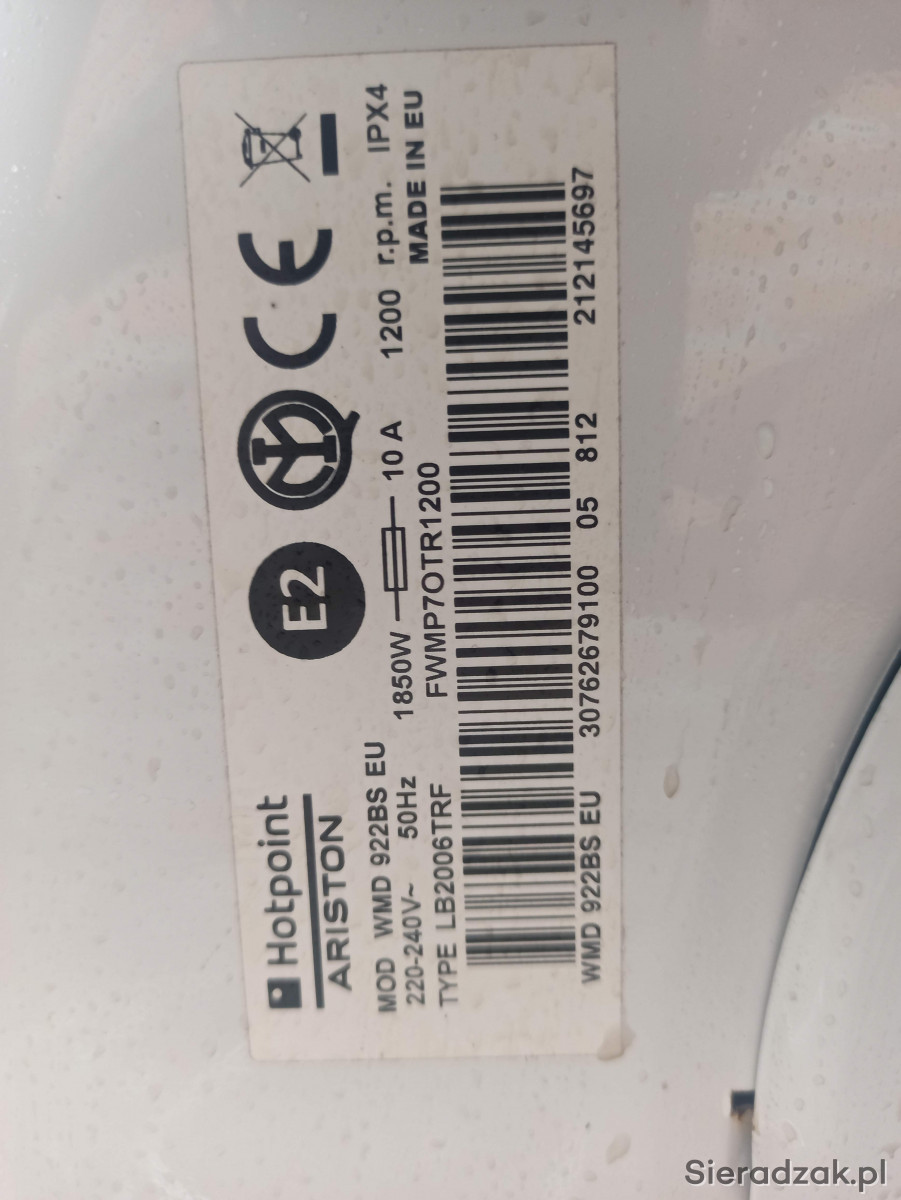 Hotpoint
ARISTON
E2
CE
MOD WMD 922BS EU
220-240V~ 50Hz 1850W 10 A 1200 r.p.m. IPX4
TYPE LB2006TRF FWMP7OTR1200 MADE IN EU
WMD 922BS EU 30762679100 05 812 212145697
Sieradzak.pl